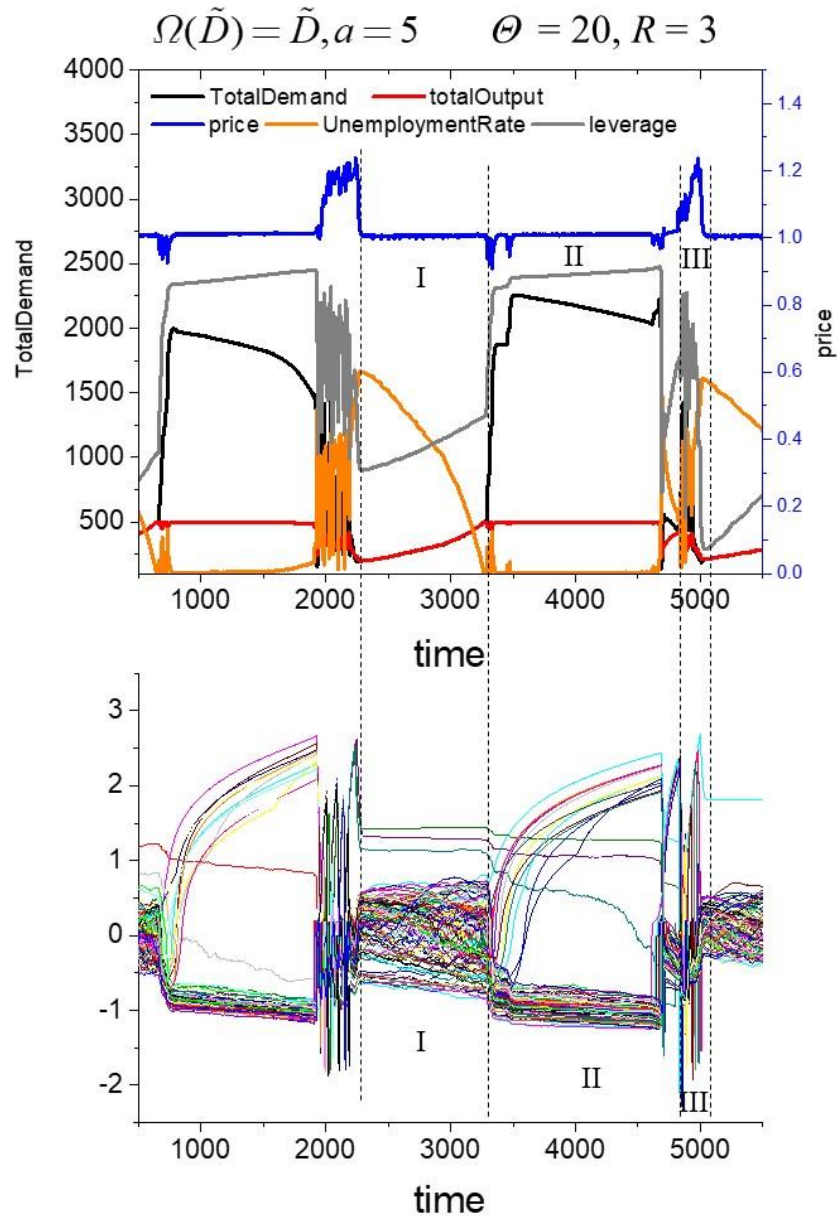 Ω(D̃) = D̃, a = 5 Θ = 20, R = 3
TotalDemand totalOutput
price UnemploymentRate leverage
4000
3500
3000
2500
2000
1500
1000
500
TotalDemand
1.4
1.2
1.0
0.8
0.6
0.4
0.2
0.0
price
I
II
III
1000 2000 3000 4000 5000
time
3
2
1
0
-1
-2
I
II
III
1000 2000 3000 4000 5000
time